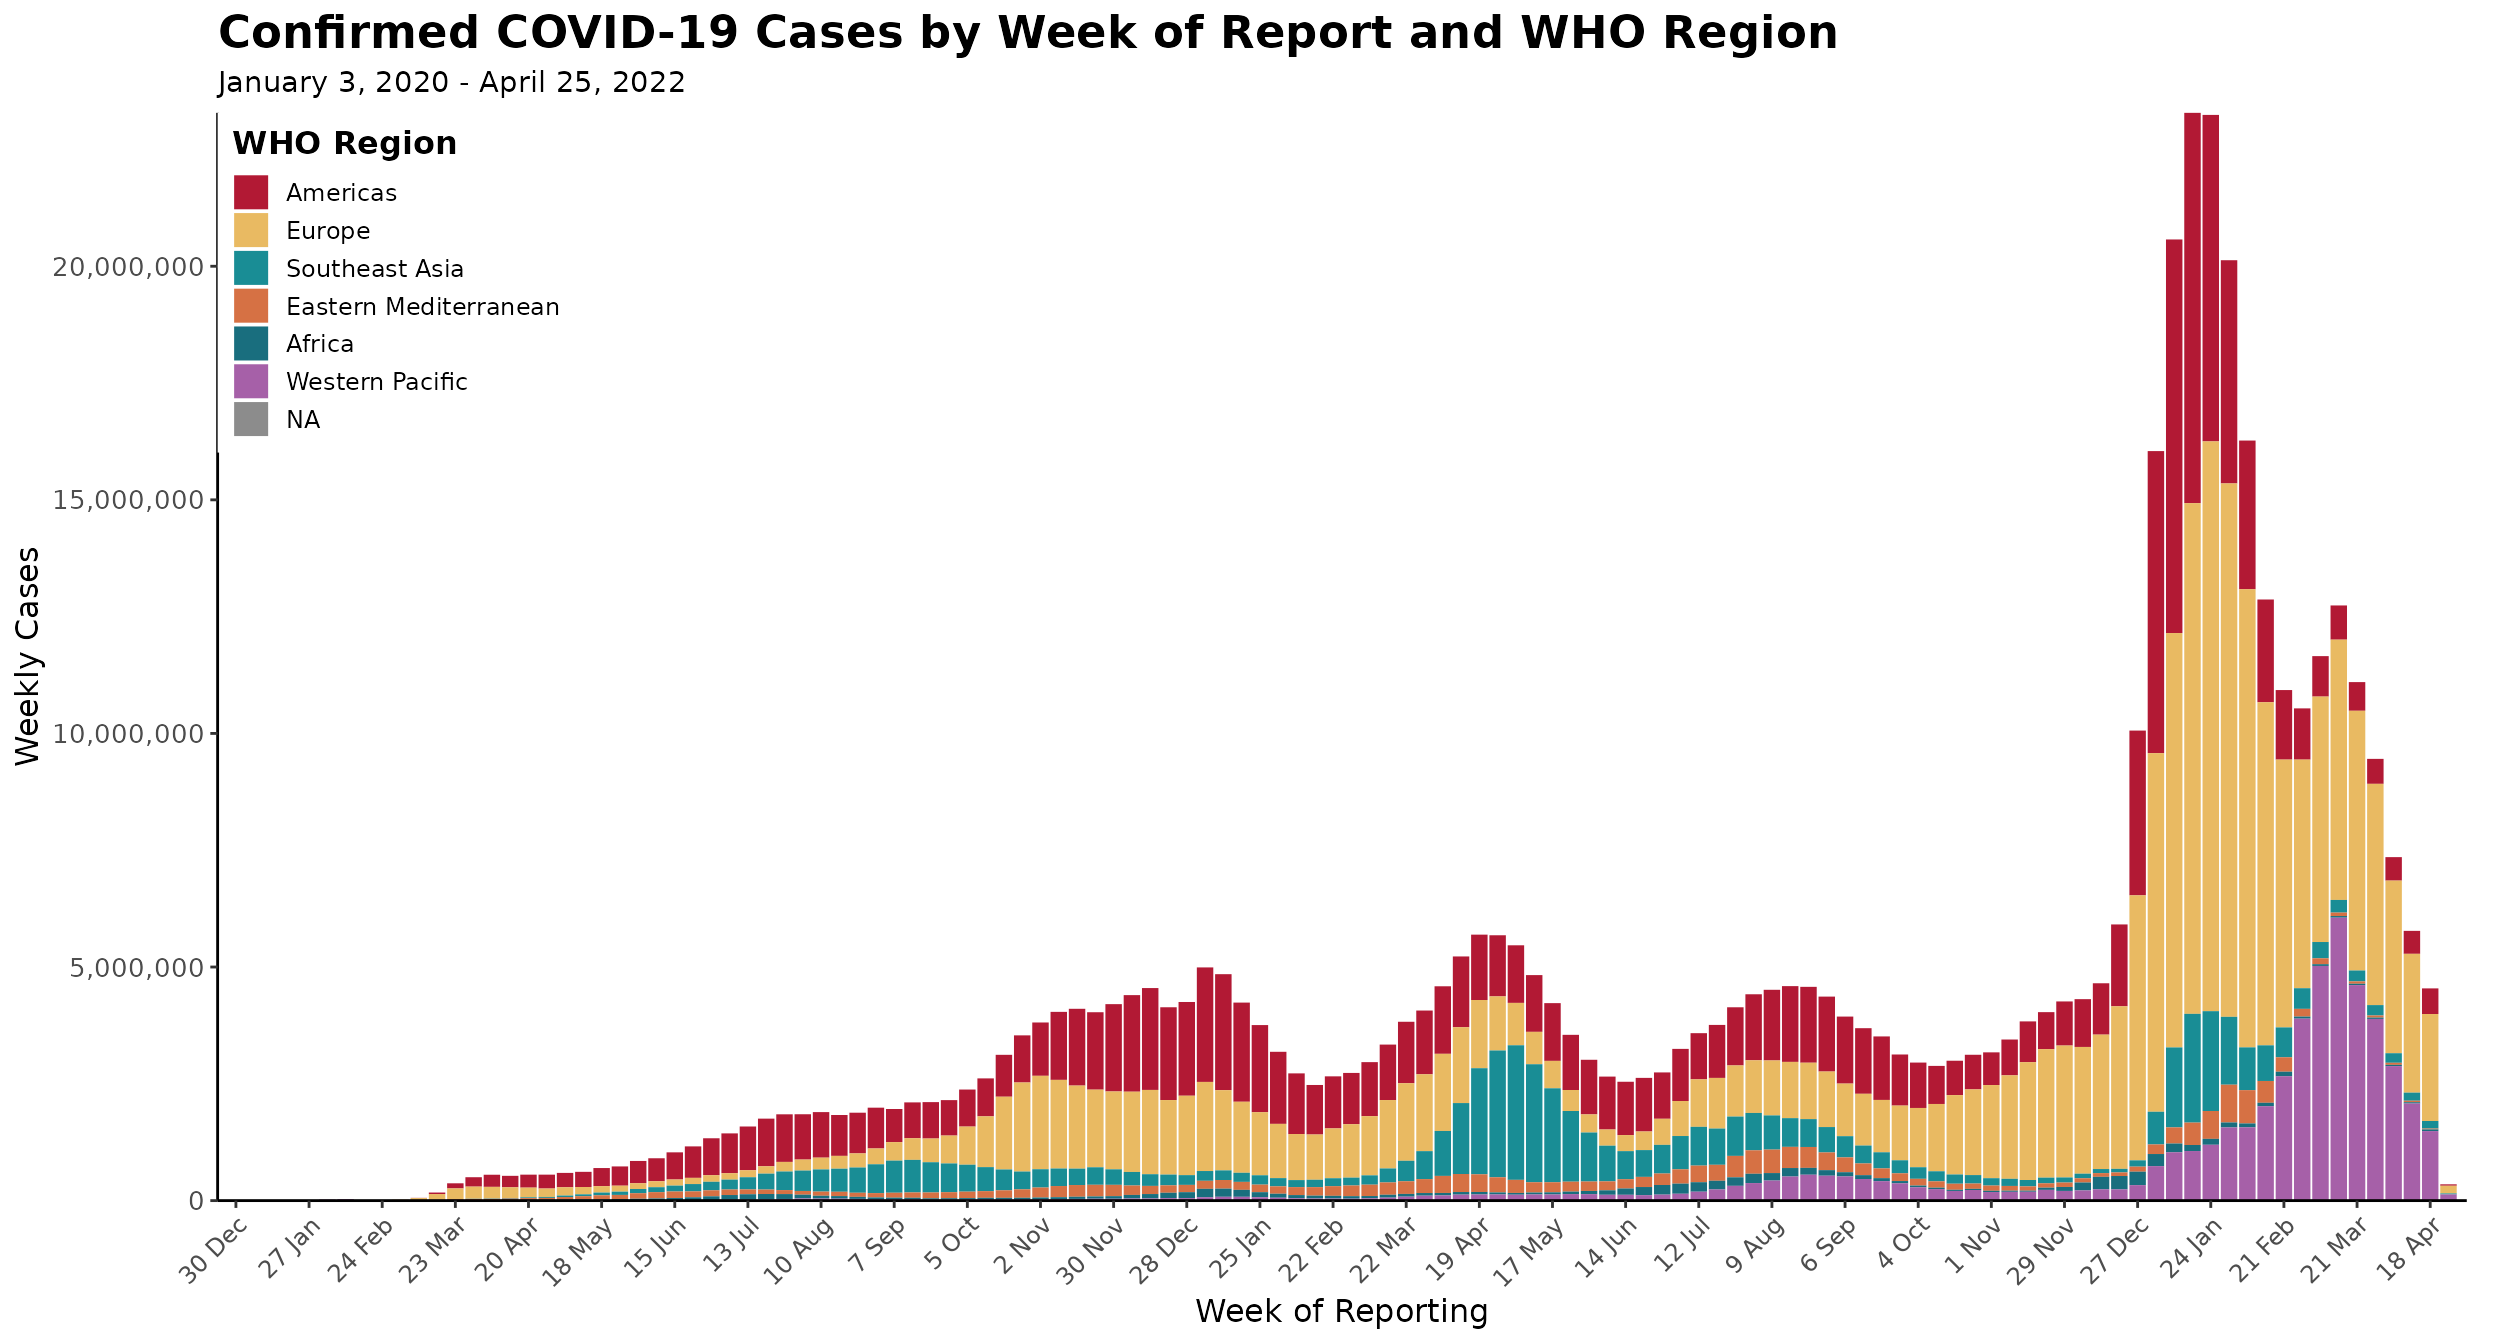 Confirmed COVID-19 Cases by Week of Report and WHO Region
January 3, 2020 - April 25, 2022
WHO Region
Americas
Europe
Southeast Asia
Eastern Mediterranean
Africa
Western Pacific
NA
Weekly Cases
20,000,000
15,000,000
10,000,000
5,000,000
0
30 Dec
27 Jan
24 Feb
23 Mar
20 Apr
18 May
15 Jun
13 Jul
10 Aug
7 Sep
5 Oct
2 Nov
30 Nov
28 Dec
25 Jan
22 Feb
22 Mar
19 Apr
17 May
14 Jun
12 Jul
9 Aug
6 Sep
4 Oct
1 Nov
29 Nov
27 Dec
24 Jan
21 Feb
21 Mar
18 Apr
Week of Reporting